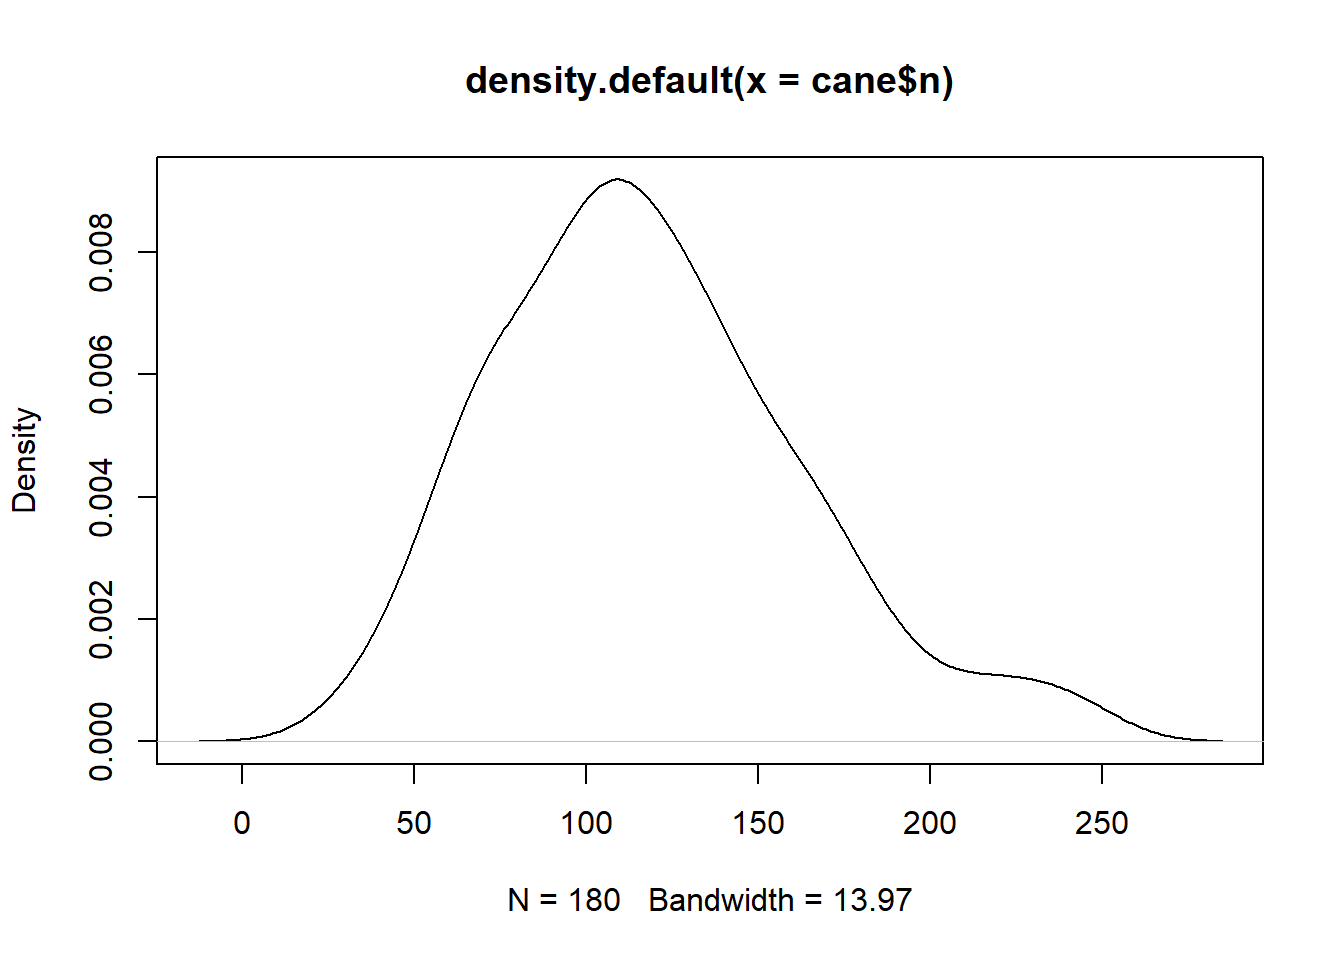 density.default(x = cane$n)
Density
0.008
0.006
0.004
0.002
0.000
0 50 100 150 200 250
N = 180 Bandwidth = 13.97